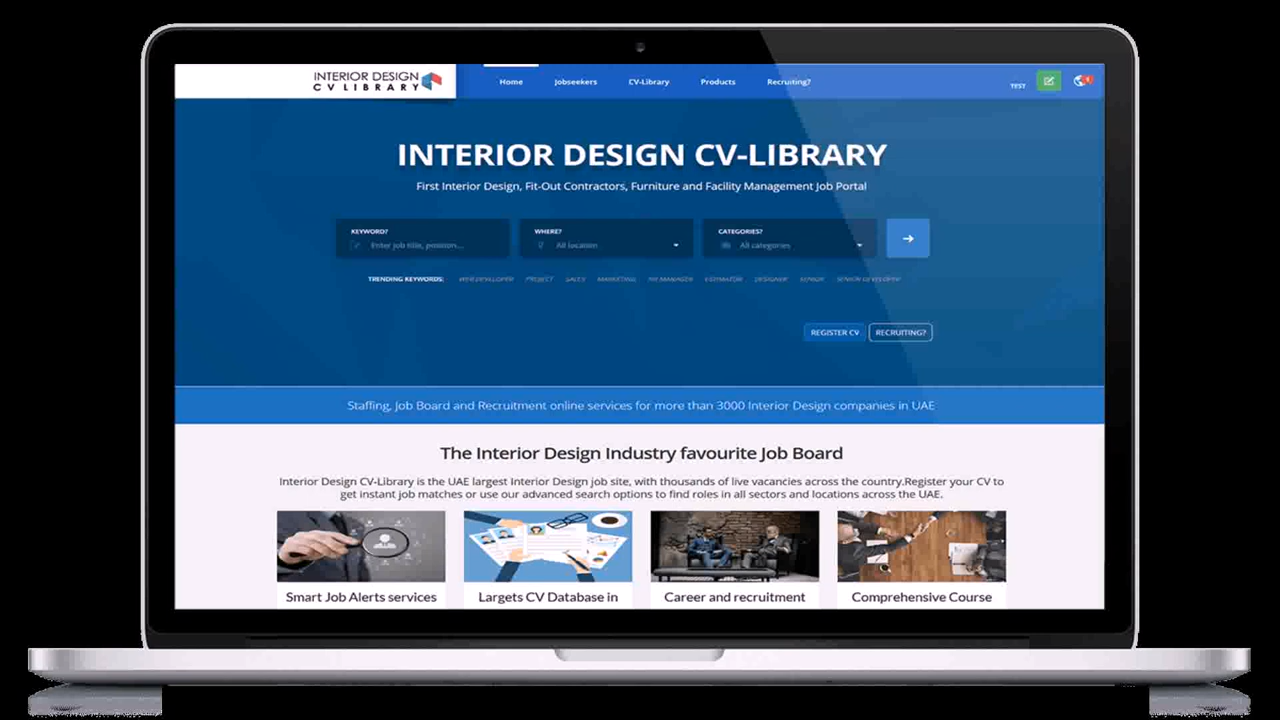 INTERIOR DESIGN
CV LIBRARY
Home Jobseekers CV-Library Products Recruiting?
TEST
INTERIOR DESIGN CV-LIBRARY
First Interior Design, Fit-Out Contractors, Furniture and Facility Management Job Portal
KEYWORD? WHERE? CATEGORIES?
Enter job title, position... All location All categories
TRENDING KEYWORDS: WEB DEVELOPER PROJECT SALES MARKETING ESTIMATOR DESIGNER SENIOR SENIOR DEVELOPER
REGISTER CV RECRUITING?
Staffing, Job Board and Recruitment online services for more than 3000 Interior Design companies in UAE
The Interior Design Industry favourite Job Board
Interior Design CV-Library is the UAE largest Interior Design job site, with thousands of live vacancies across the country.Register your CV to
get instant job matches or use our advanced search options to find roles in all sectors and locations across the UAE.
Smart Job Alerts services Largets CV Database in Career and recruitment Comprehensive Course